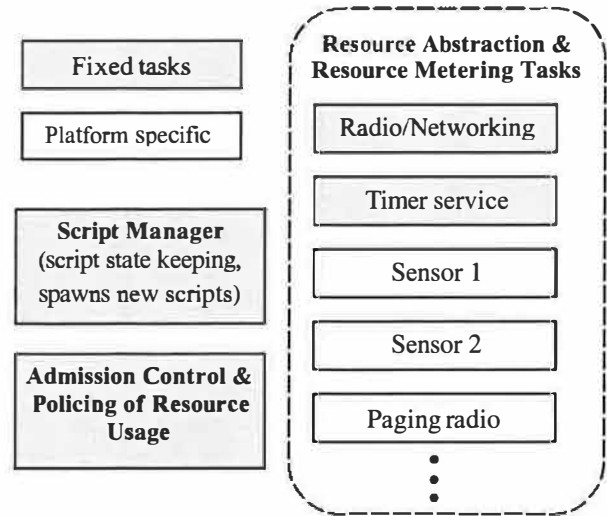 Fixed tasks
Platform specific
Script Manager
(script state keeping,
spawns new scripts)
Admission Control &
Policing of Resource
Usage
Resource Abstraction &
Resource Metering Tasks
Radio/Networking
Timer service
Sensor 1
Sensor 2
Paging radio